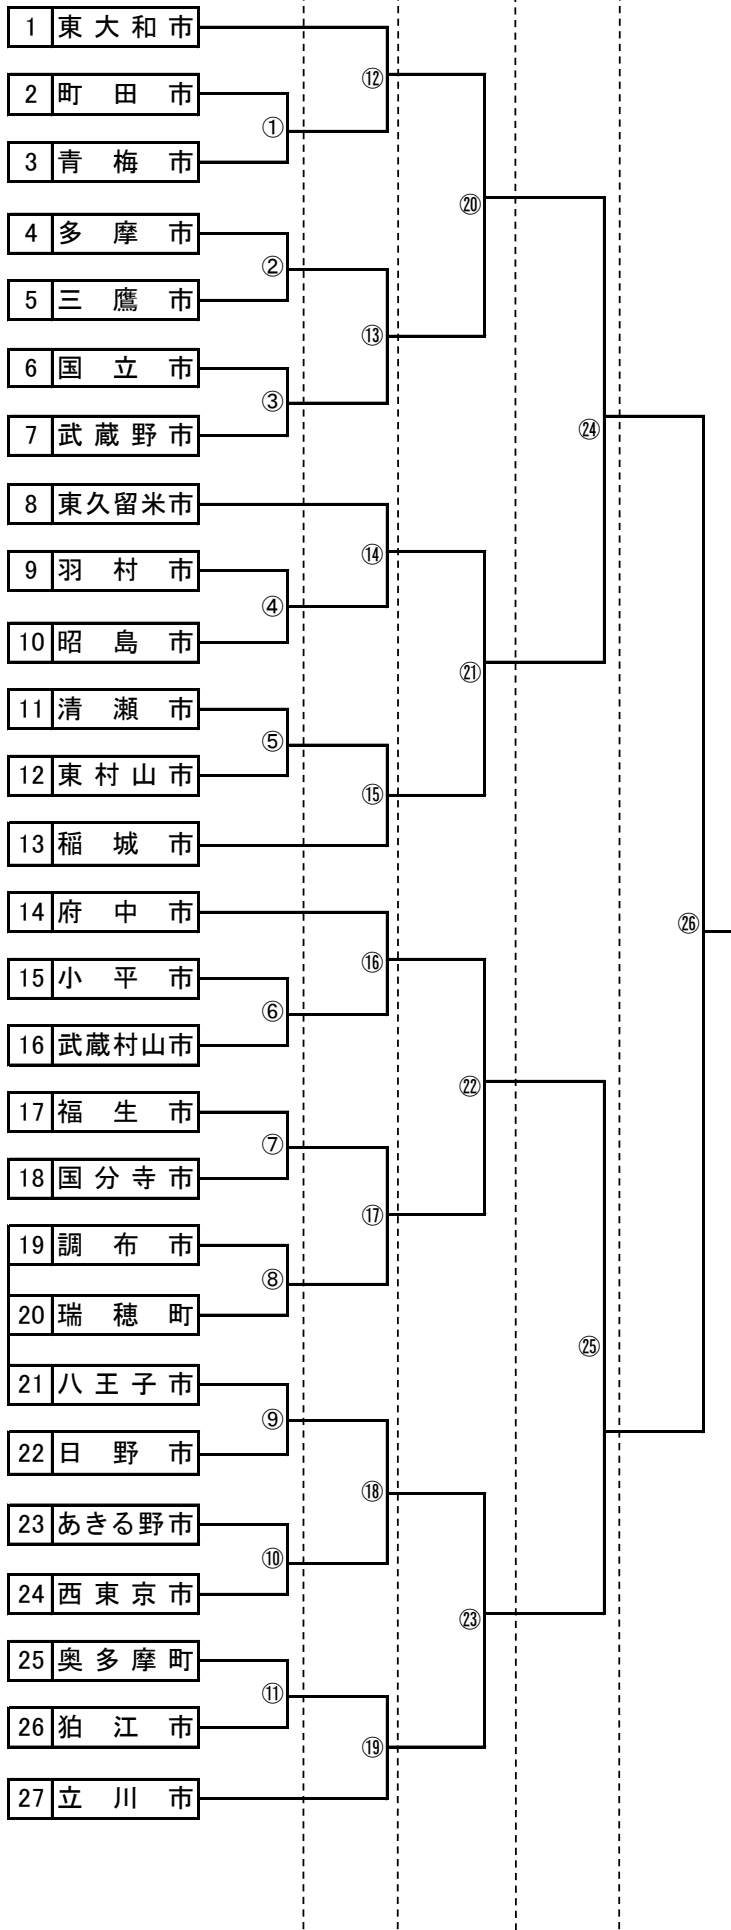 1 東大和市
⑫
2 町田市
①
3 青梅市
⑳
4 多摩市
②
5 三鷹市
⑬
6 国立市
③
7 武蔵野市
㉔
8 東久留米市
⑭
9 羽村市
④
10 昭島市
㉑
11 清瀬市
⑤
12 東村山市
⑮
13 稲城市
14 府中市
㉖
⑯
15 小平市
⑥
16 武蔵村山市
㉒
17 福生市
⑦
18 国分寺市
⑰
19 調布市
⑧
20 瑞穂町
㉕
21 八王子市
⑨
22 日野市
⑱
23 あきる野市
⑩
24 西東京市
㉓
25 奥多摩町
⑪
26 狛江市
⑲
27 立川市